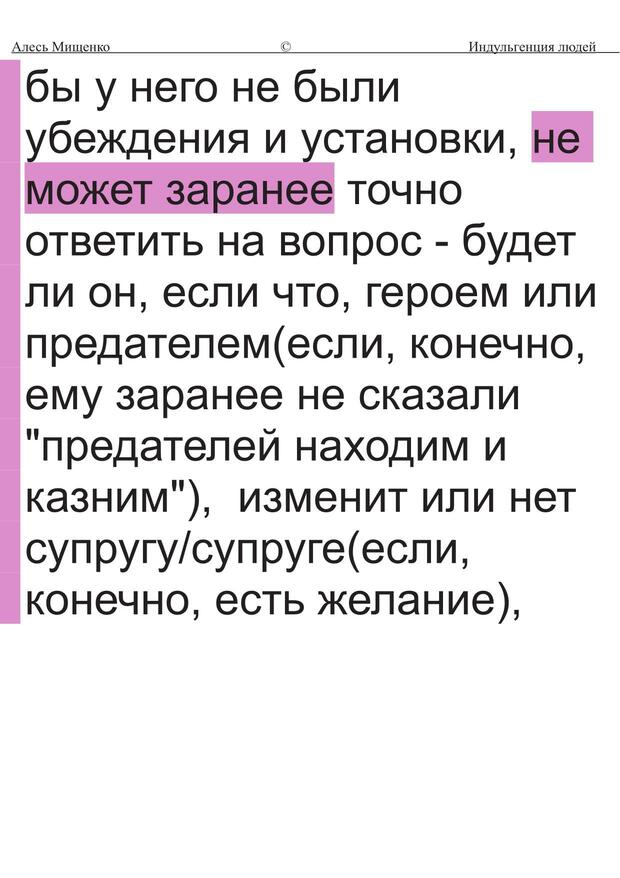 Алесь Мищенко © Индульгенция людей
бы у него не были
убеждения и установки, не
может заранее точно
ответить на вопрос - будет
ли он, если что, героем или
предателем(если, конечно,
ему заранее не сказали
"предателей находим и
казним"),  изменит или нет
супругу/супруге(если,
конечно, есть желание),